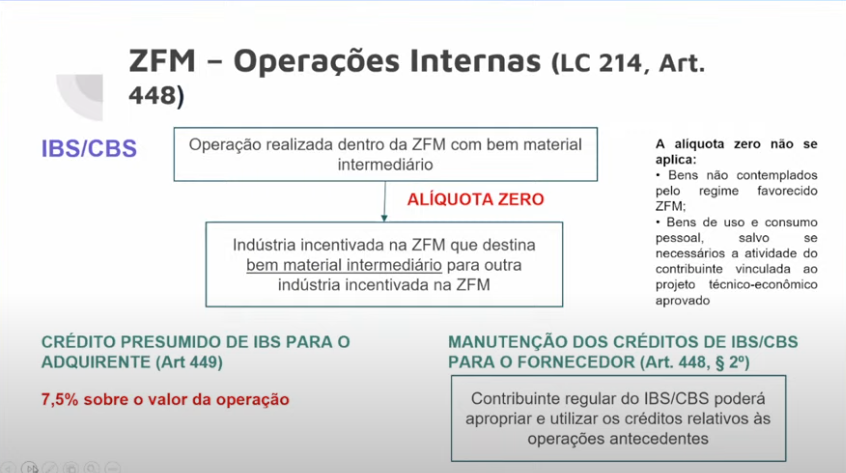 ZFM – Operações Internas (LC 214, Art.
448)
IBS/CBS
Operação realizada dentro da ZFM com bem material
intermediário
ALÍQUOTA ZERO
Indústria incentivada na ZFM que destina
bem material intermediário para outra
indústria incentivada na ZFM
A aliquota zero não se
aplica:
• Bens não contemplados
pelo regime favorecido
ZFM;
• Bens de uso e consumo
pessoal, salvo se
necessários a atividade do
contribuinte vinculada ao
projeto técnico-econômico
aprovado
CRÉDITO PRESUMIDO DE IBS PARA O
ADQUIRENTE (Art 449)
7,5% sobre o valor da operação
MANUTENÇÃO DOS CRÉDITOS DE IBS/CBS
PARA O FORNECEDOR (Art. 448, § 2º)
Contribuinte regular do IBS/CBS poderá
apropriar e utilizar os créditos relativos às
operações antecedentes